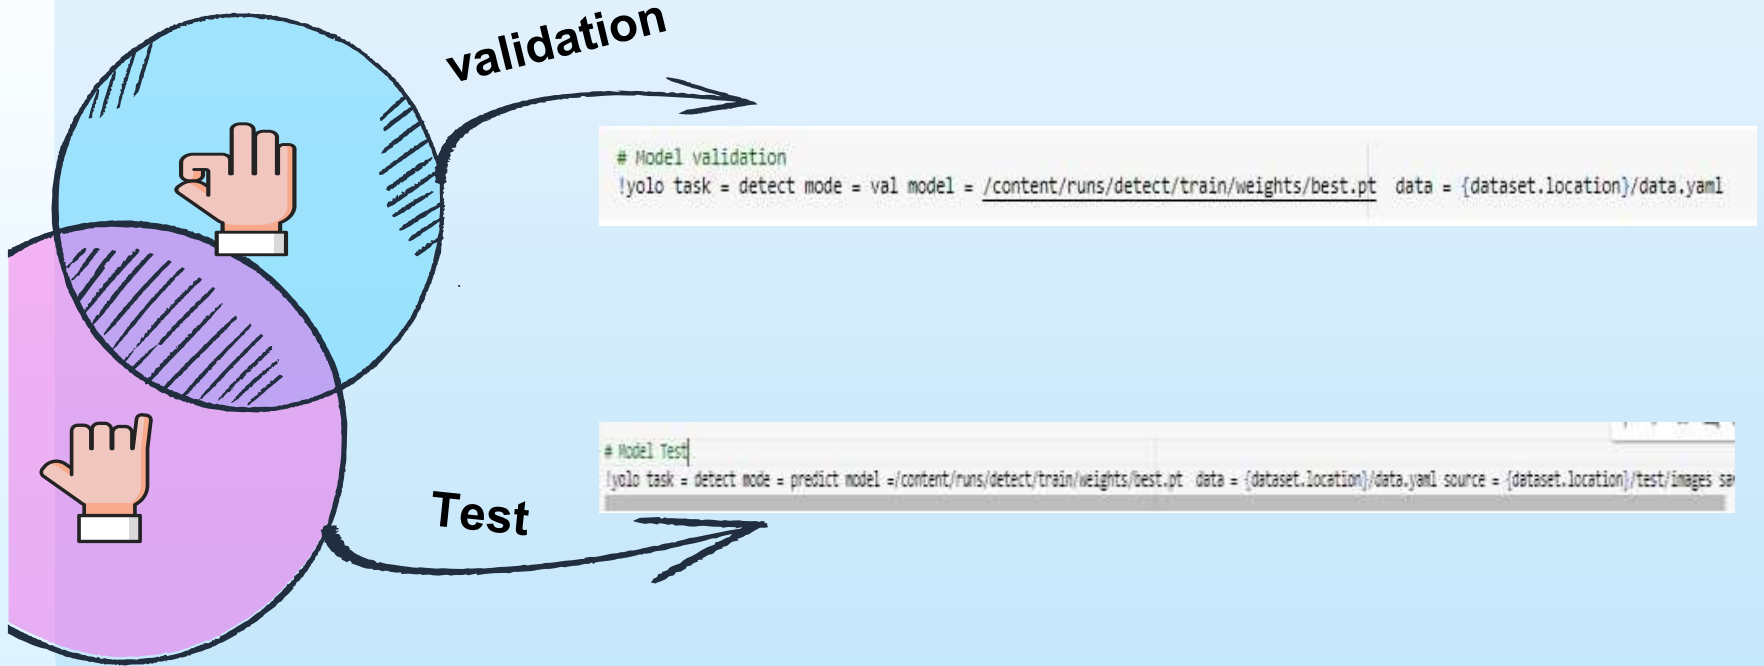 validation
# Model validation
!yolo task = detect mode = val model = /content/runs/detect/train/weights/best.pt data = {dataset.location}/data.yaml
# Model Test
!yolo task = detect mode = predict model =/content/runs/detect/train/weights/best.pt data = {dataset.location}/data.yaml source = {dataset.location}/test/images
Test